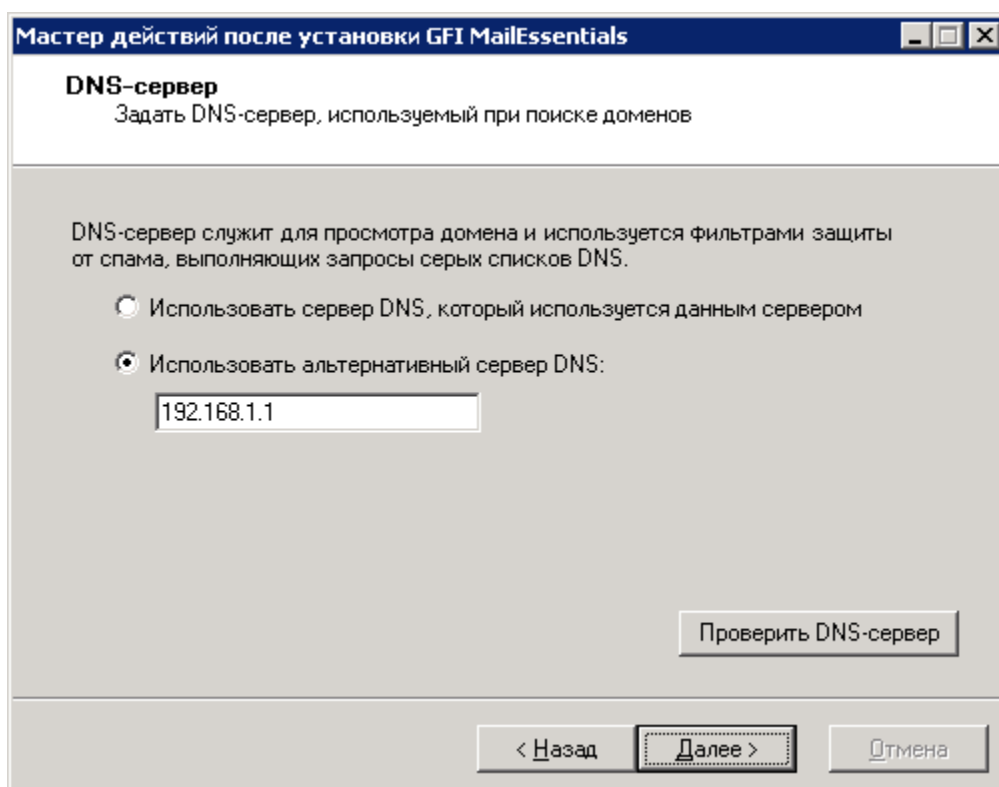 Мастер действий после установки GFI MailEssentials
DNS-сервер
Задать DNS-сервер, используемый при поиске доменов
DNS-сервер служит для просмотра домена и используется фильтрами защиты
от спама, выполняющих запросы серых списков DNS.
Использовать сервер DNS, который используется данным сервером
Использовать альтернативный сервер DNS:
192.168.1.1
Проверить DNS-сервер
< Назад
Далее >
Отмена